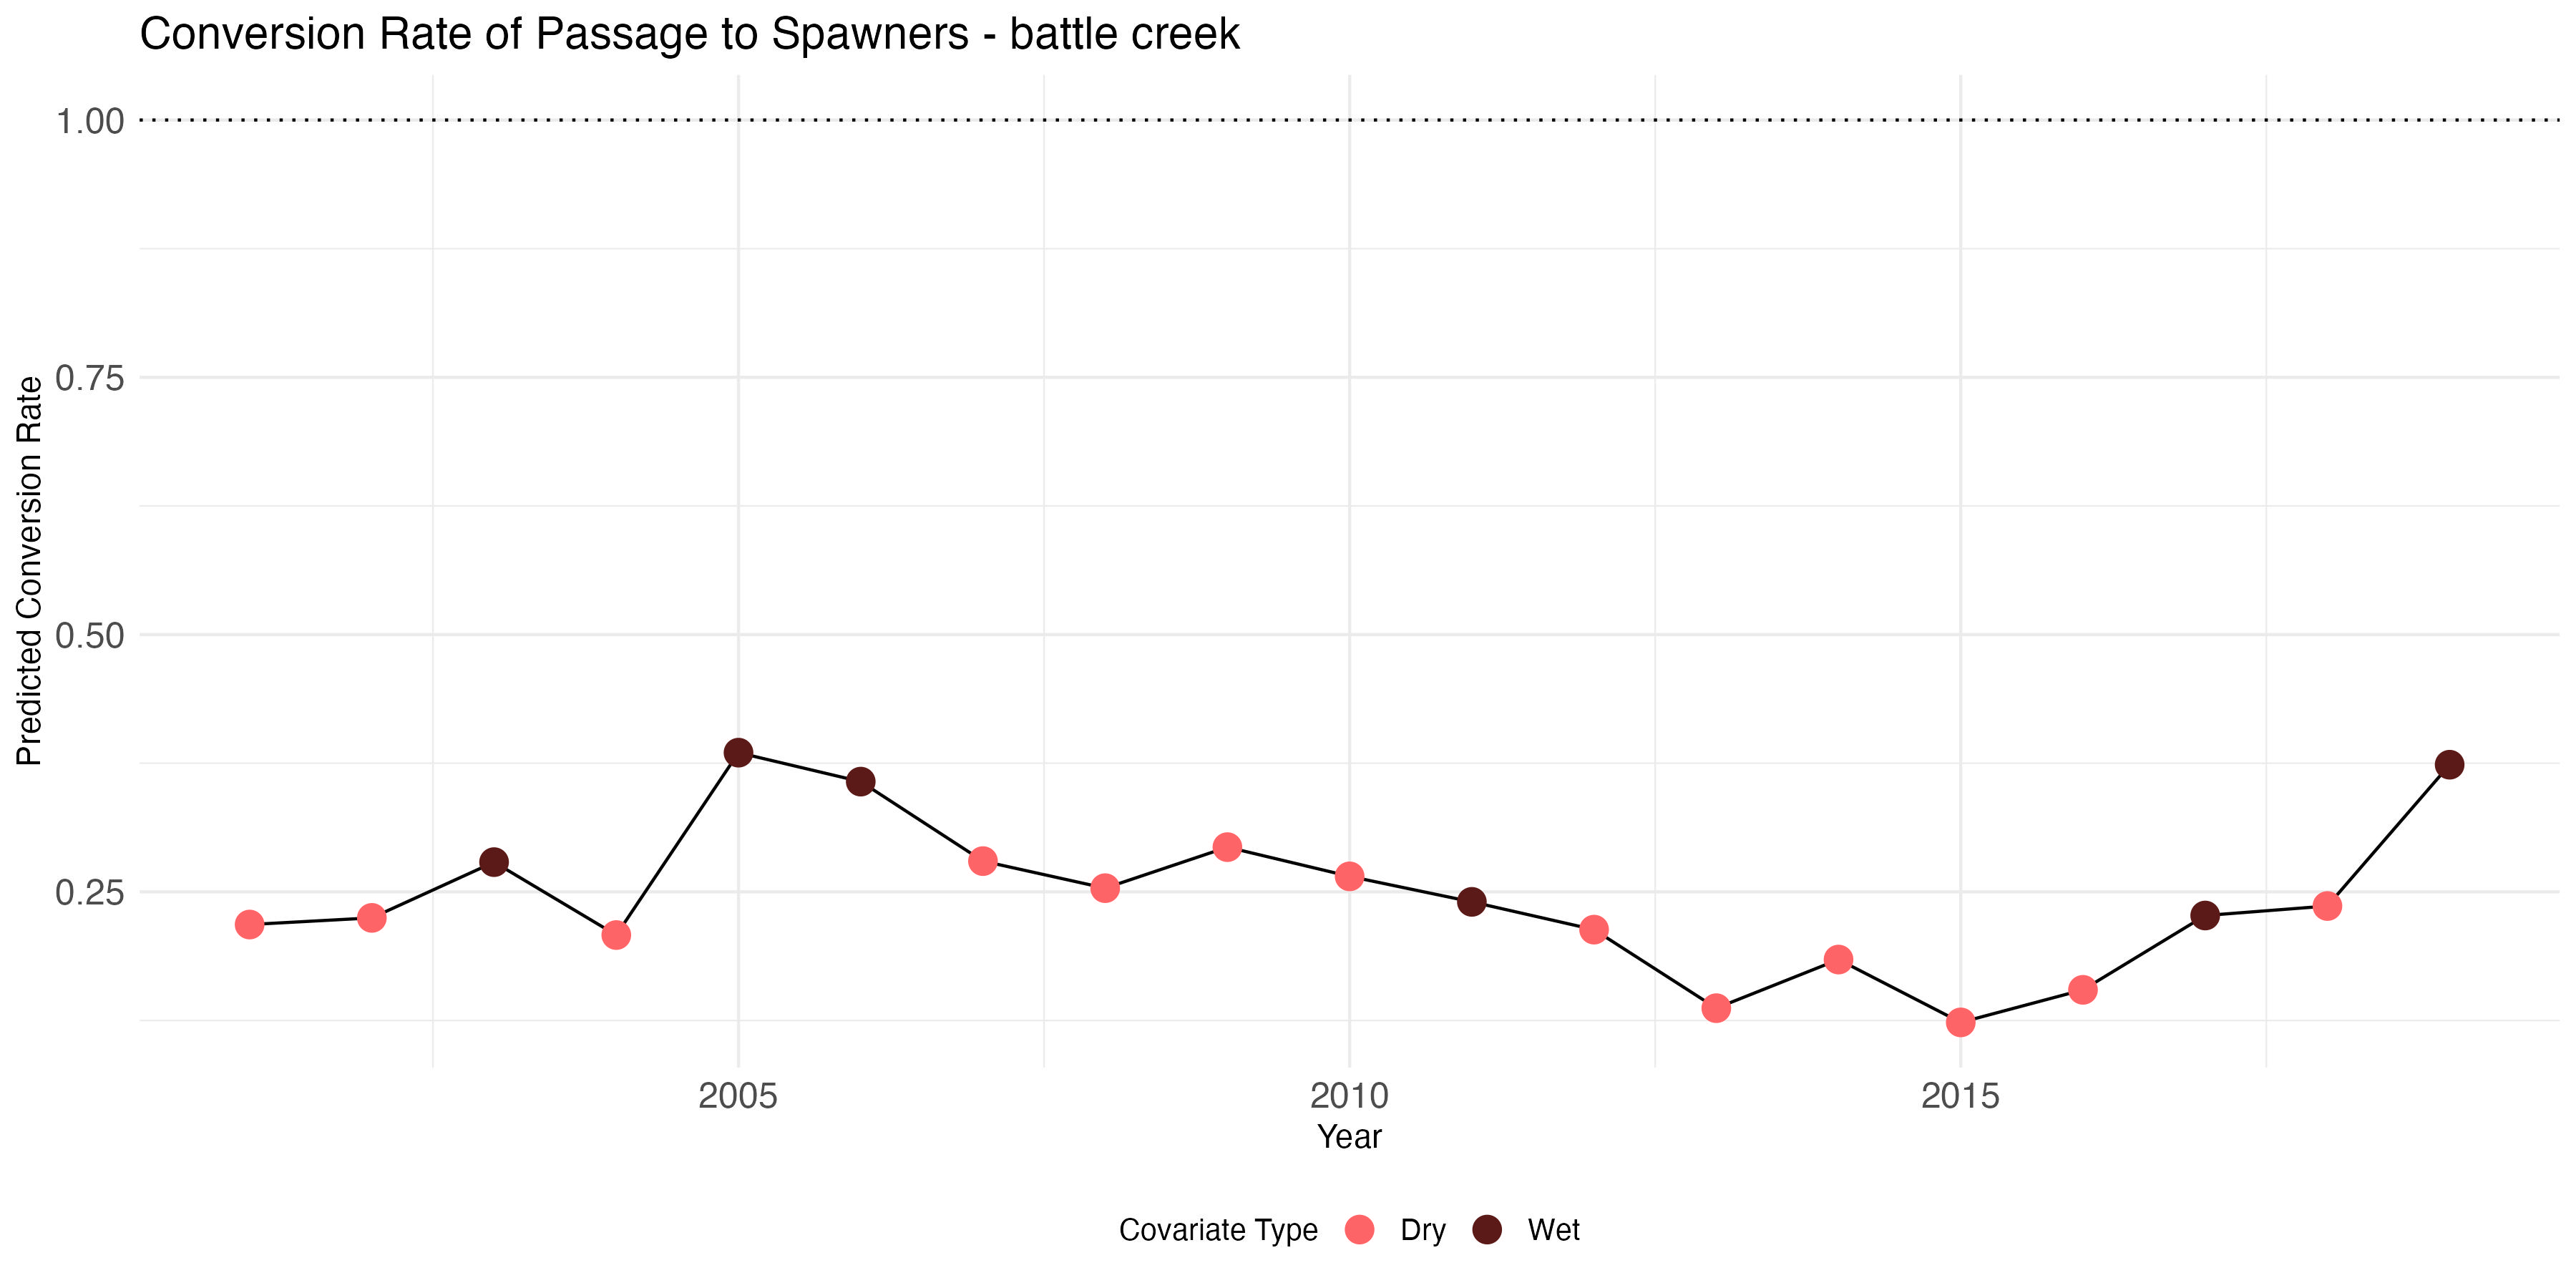 Conversion Rate of Passage to Spawners - battle creek
Predicted Conversion Rate
1.00
0.75
0.50
0.25
2005 2010 2015
Year
Covariate Type Dry Wet